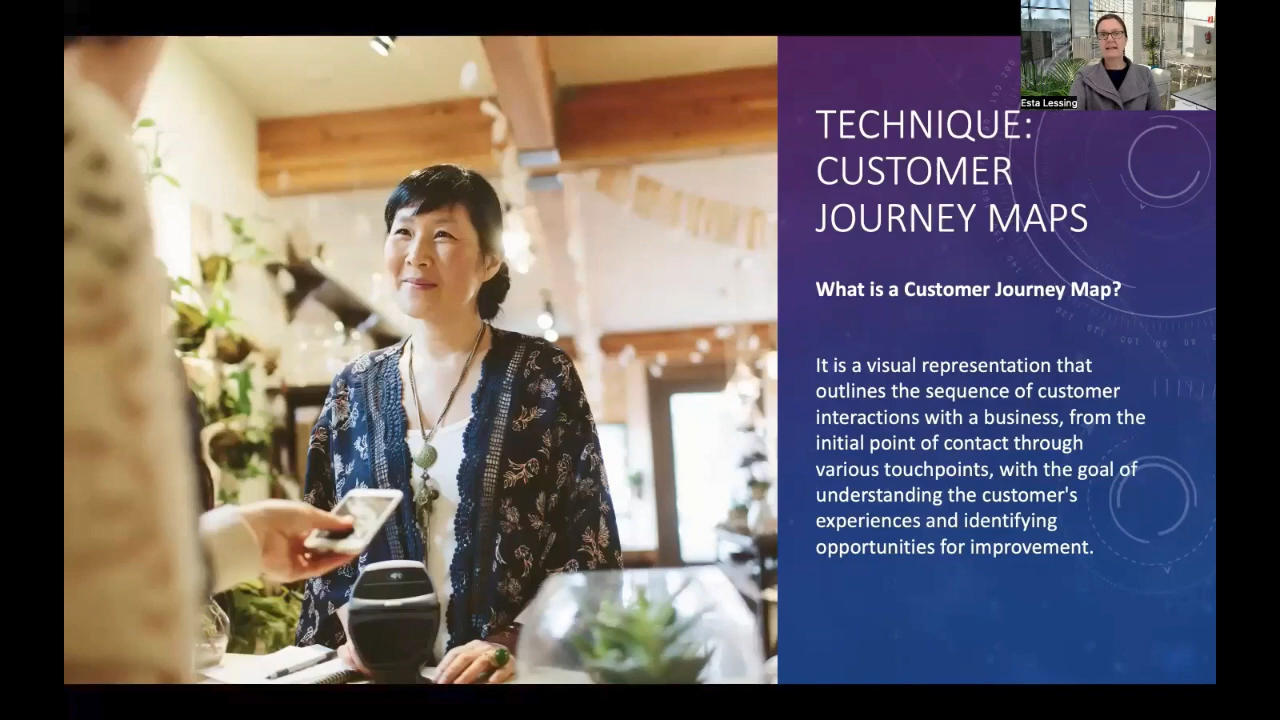 Esta Lessing
TECHNIQUE:
CUSTOMER
JOURNEY MAPS
What is a Customer Journey Map?
It is a visual representation that
outlines the sequence of customer
interactions with a business, from the
initial point of contact through
various touchpoints, with the goal of
understanding the customer's
experiences and identifying
opportunities for improvement.